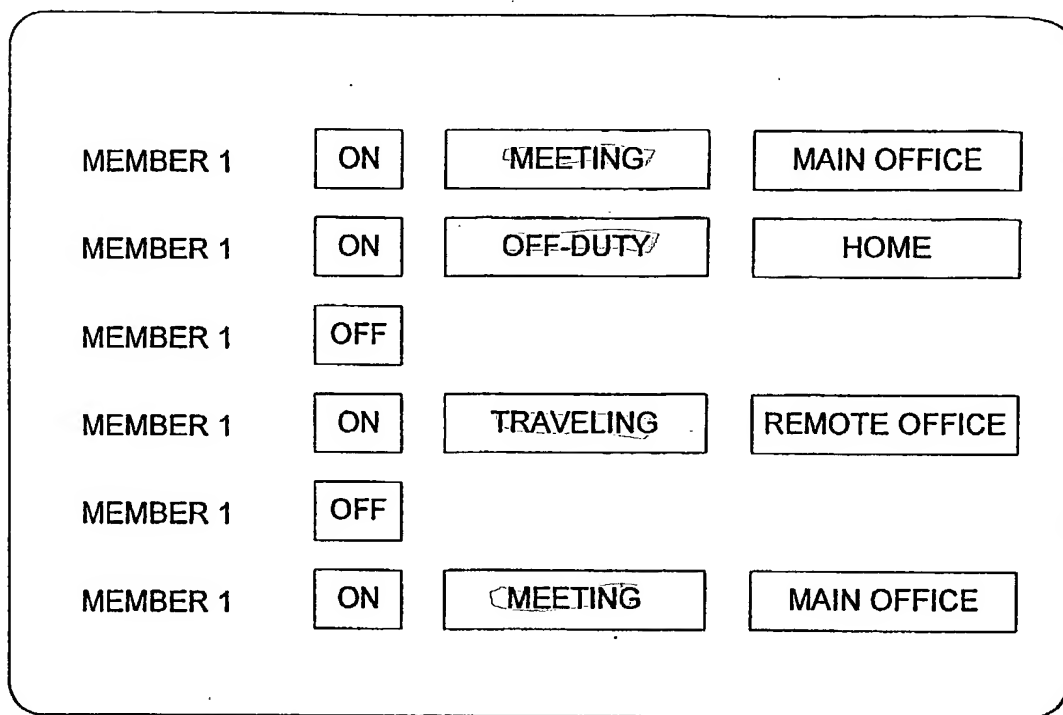 MEMBER 1 ON MEETING MAIN OFFICE
MEMBER 1 ON OFF-DUTY HOME
MEMBER 1 OFF
MEMBER 1 ON TRAVELING REMOTE OFFICE
MEMBER 1 OFF
MEMBER 1 ON MEETING MAIN OFFICE